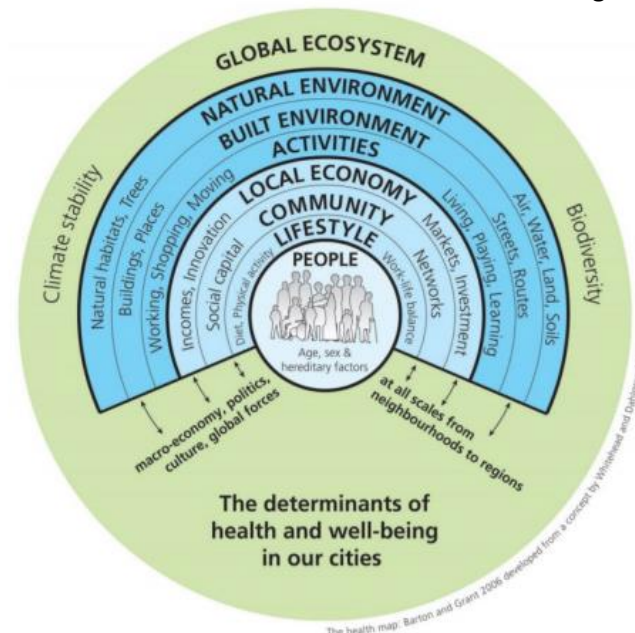 GLOBAL ECOSYSTEM
NATURAL ENVIRONMENT
BUILT ENVIRONMENT
ACTIVITIES
LOCAL ECONOMY
COMMUNITY
LIFESTYLE
PEOPLE
Age, sex &
hereditary factors
Climate stability
Natural habitats, Trees
Buildings, Places
Working, Shopping, Moving
Incomes, Innovation
Social capital
Diet, Physical activity
Work-life balance
Networks
Markets, Investment
Living, Playing, Learning
Streets, Routes
Air, Water, Land, Soils
Biodiversity
macro-economy, politics,
culture, global forces
at all scales from
neighbourhoods to regions
The determinants of
health and well-being
in our cities
The health map: Barton and Grant 2006 developed from a concept by Whitehead and